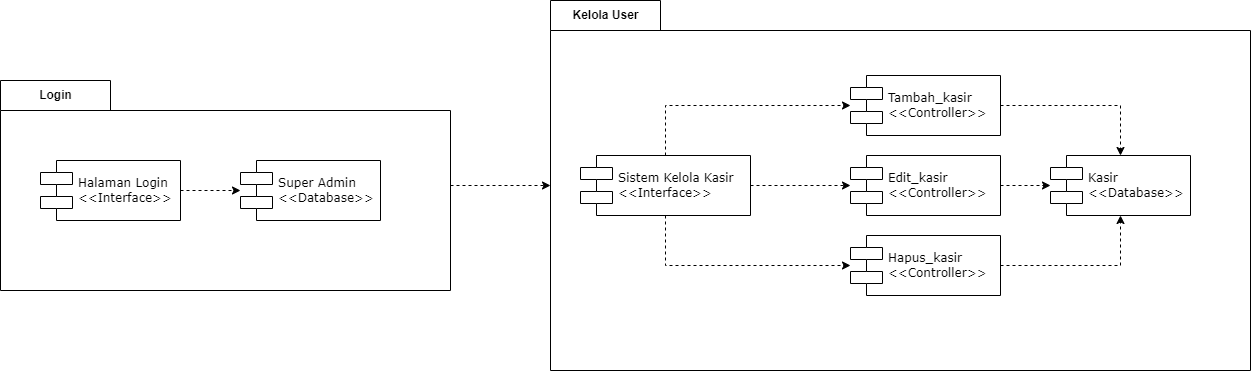 Kelola User
Login
Halaman Login
<<Interface>>
Super Admin
<<Database>>
Sistem Kelola Kasir
<<Interface>>
Tambah_kasir
<<Controller>>
Edit_kasir
<<Controller>>
Hapus_kasir
<<Controller>>
Kasir
<<Database>>